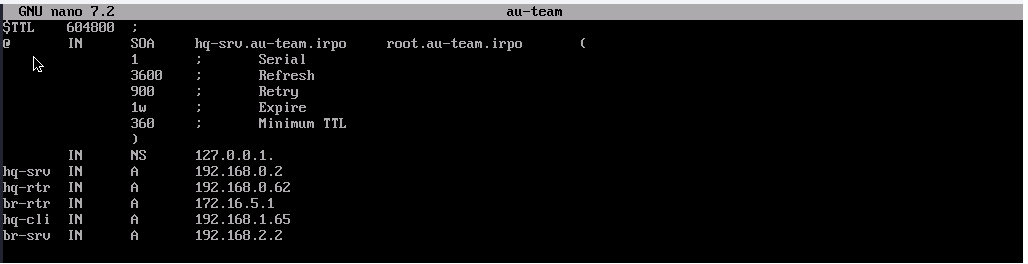 GNU nano 7.2 au-team
$TTL 604800 ;
@ IN SOA hq-srv.au-team.irpo root.au-team.irpo (
1 ; Serial
3600 ; Refresh
900 ; Retry
1w ; Expire
360 ; Minimum TTL
)
IN NS 127.0.0.1.
hq-srv IN A 192.168.0.2
hq-rtr IN A 192.168.0.62
br-rtr IN A 172.16.5.1
hq-cli IN A 192.168.1.65
br-srv IN A 192.168.2.2